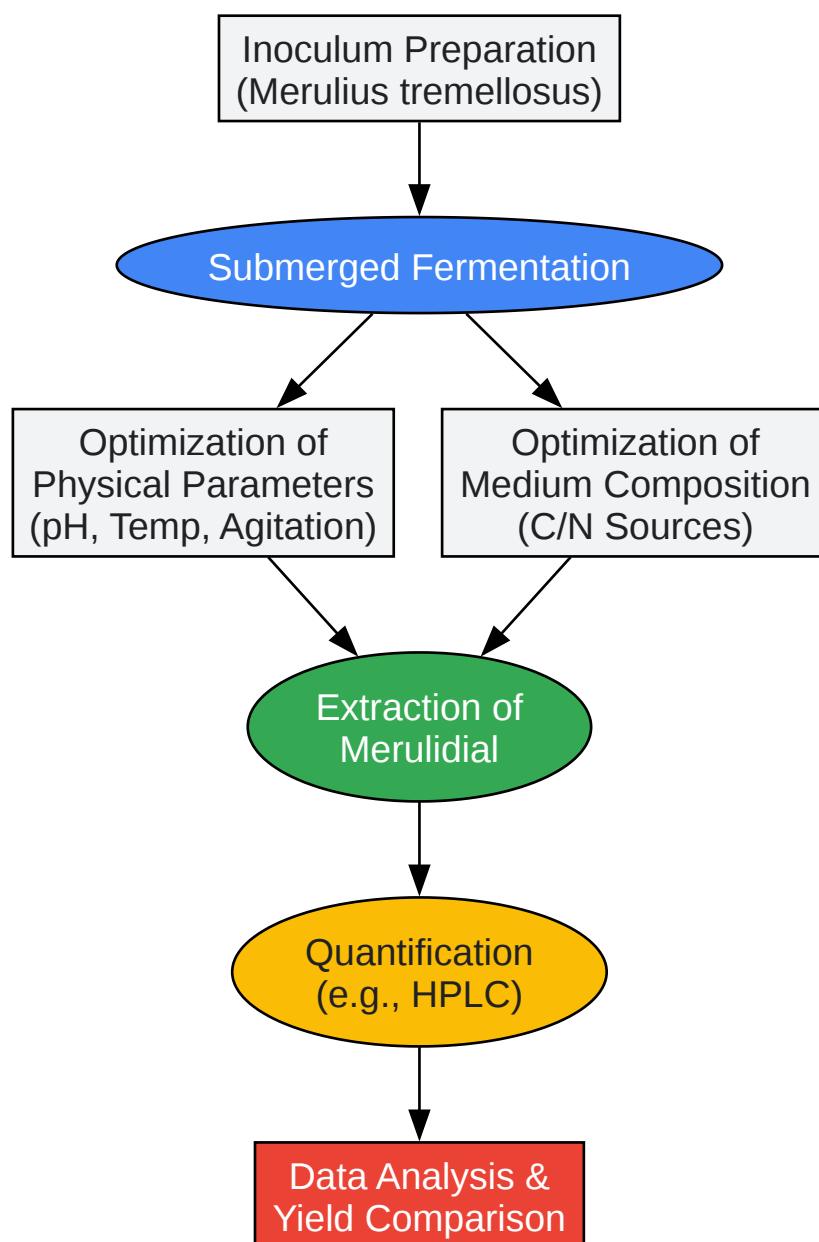 Inoculum Preparation
(Merulius tremellosus)
Submerged Fermentation
Optimization of
Physical Parameters
(pH, Temp, Agitation)
Optimization of
Medium Composition
(C/N Sources)
Extraction of
Merulidial
Quantification
(e.g., HPLC)
Data Analysis &
Yield Comparison